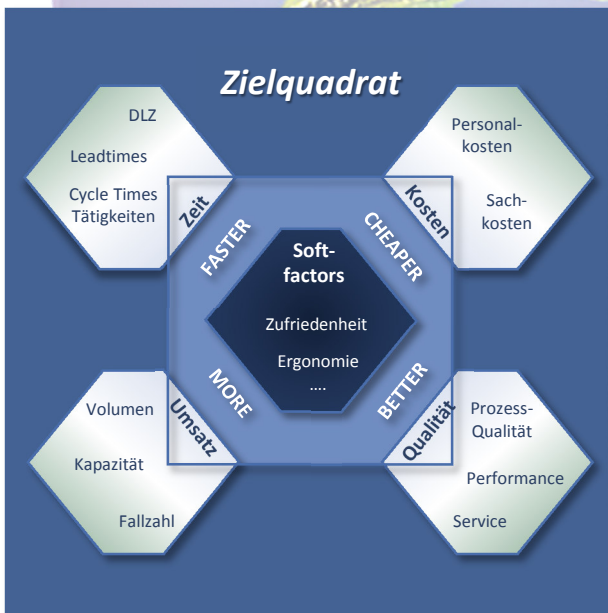 Zielquadrat
DLZ
Leadtimes
Cycle Times
Tätigkeiten
Zeit
FASTER
Personal-
kosten
Sach-
kosten
Kosten
CHEAPER
Soft-
factors
Zufriedenheit
Ergonomie
....
Volumen
Kapazität
Fallzahl
Umsatz
MORE
Prozess-
Qualität
Performance
Service
Qualität
BETTER